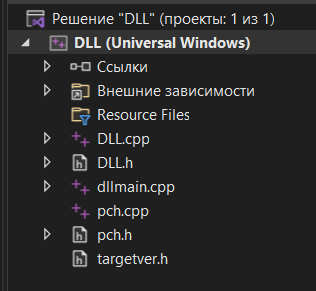 Решение "DLL" (проекты: 1 из 1)
DLL (Universal Windows)
Ссылки
Внешние зависимости
Resource Files
DLL.cpp
DLL.h
dllmain.cpp
pch.cpp
pch.h
targetver.h